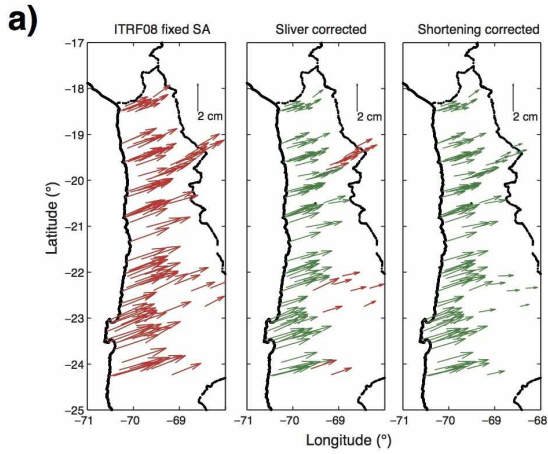 a)
ITRF08 fixed SA
Sliver corrected
Shortening corrected
−17
−18
−19
−20
−21
−22
−23
−24
−25
2 cm
2 cm
2 cm
Latitude (°)
−71 −70 −69
−71 −70 −69
−71 −70 −69 −68
Longitude (°)